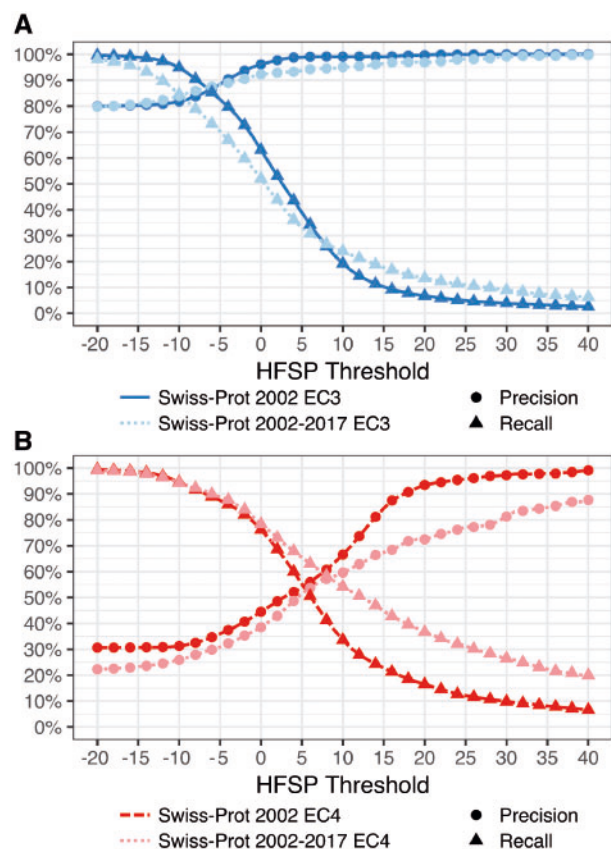 A
100%
90%
80%
70%
60%
50%
40%
30%
20%
10%
0%
-20 -15 -10 -5 0 5 10 15 20 25 30 35 40
HFSP Threshold
Swiss-Prot 2002 EC3 Precision
Swiss-Prot 2002-2017 EC3 Recall
B
100%
90%
80%
70%
60%
50%
40%
30%
20%
10%
0%
-20 -15 -10 -5 0 5 10 15 20 25 30 35 40
HFSP Threshold
Swiss-Prot 2002 EC4 Precision
Swiss-Prot 2002-2017 EC4 Recall